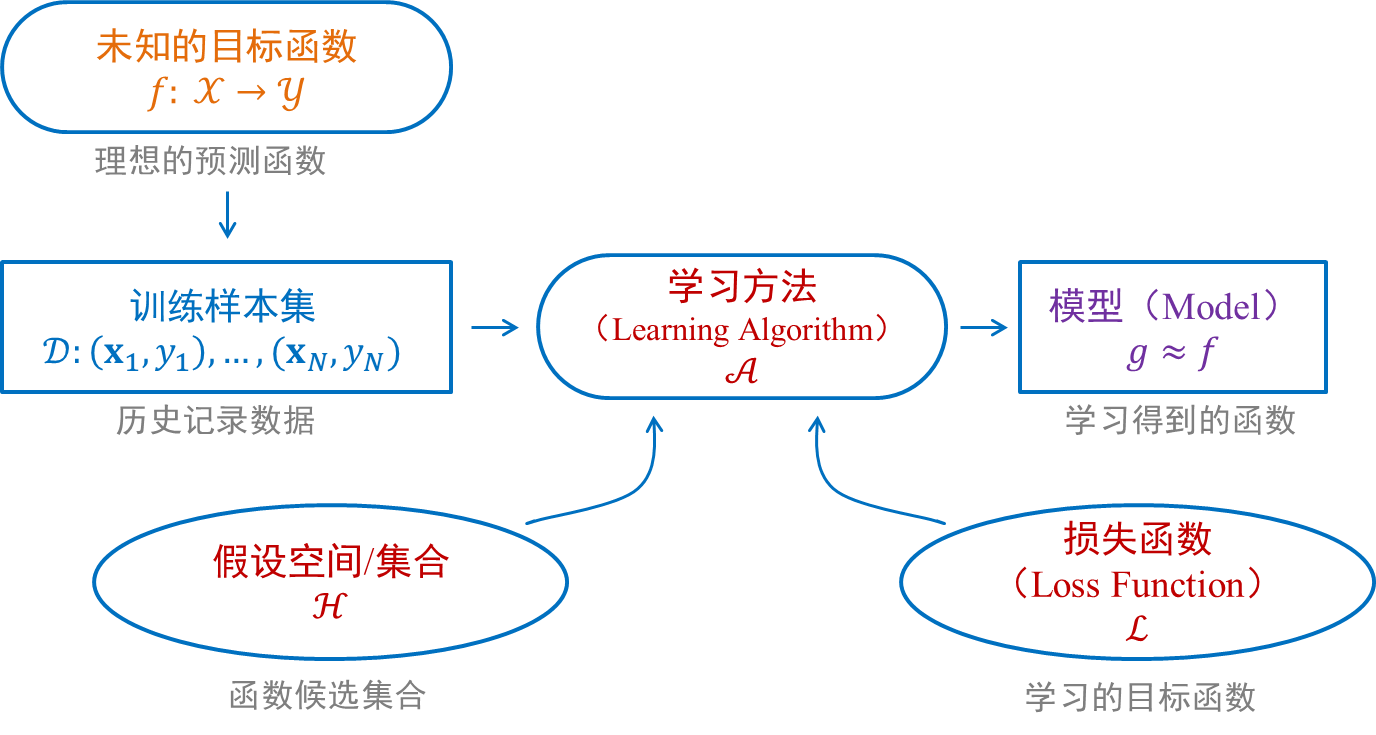 未知的目标函数
f: 𝒳 → 𝒴
理想的预测函数
训练样本集
𝒟: (𝐱₁, y₁), …, (𝐱_N, y_N)
历史记录数据
学习方法
（Learning Algorithm）
𝒜
模型（Model）
g ≈ f
学习得到的函数
假设空间/集合
ℋ
函数候选集合
损失函数
（Loss Function）
ℒ
学习的目标函数